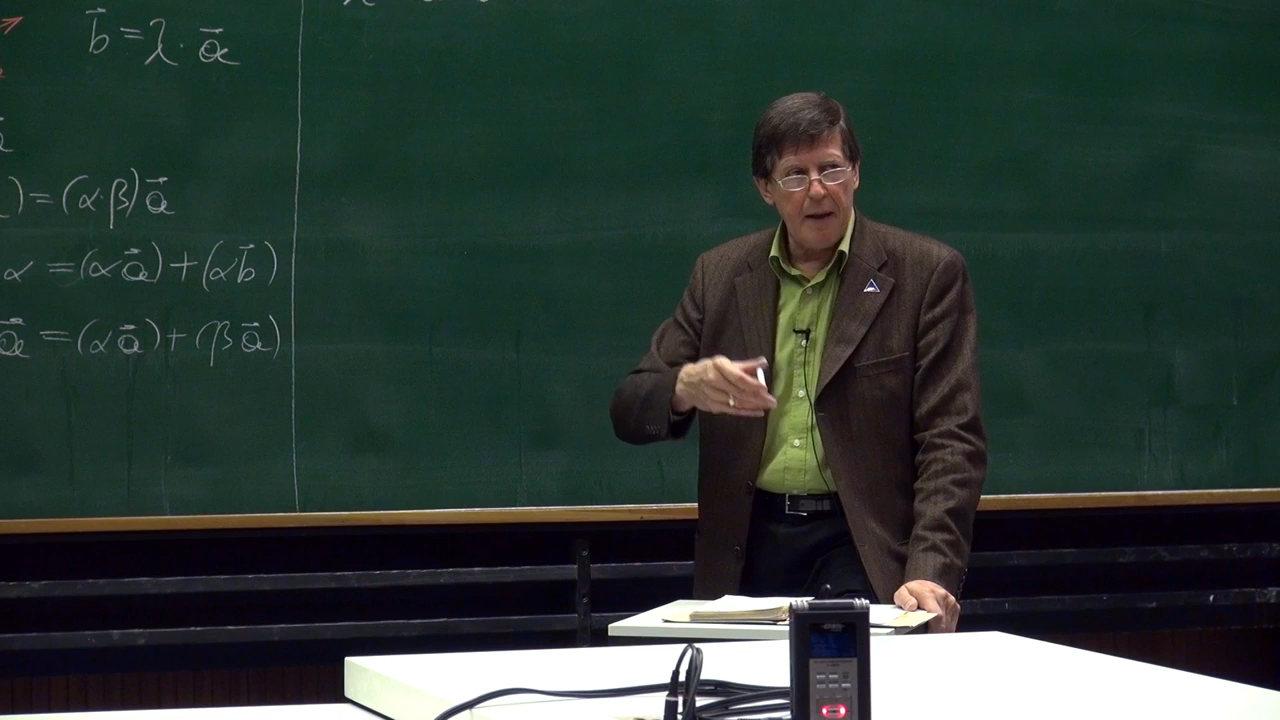 b⃗ = λ · a⃗
) = (α·β) a⃗
α = (α a⃗) + (α b⃗)
a⃗ = (α a⃗) + (β a⃗)